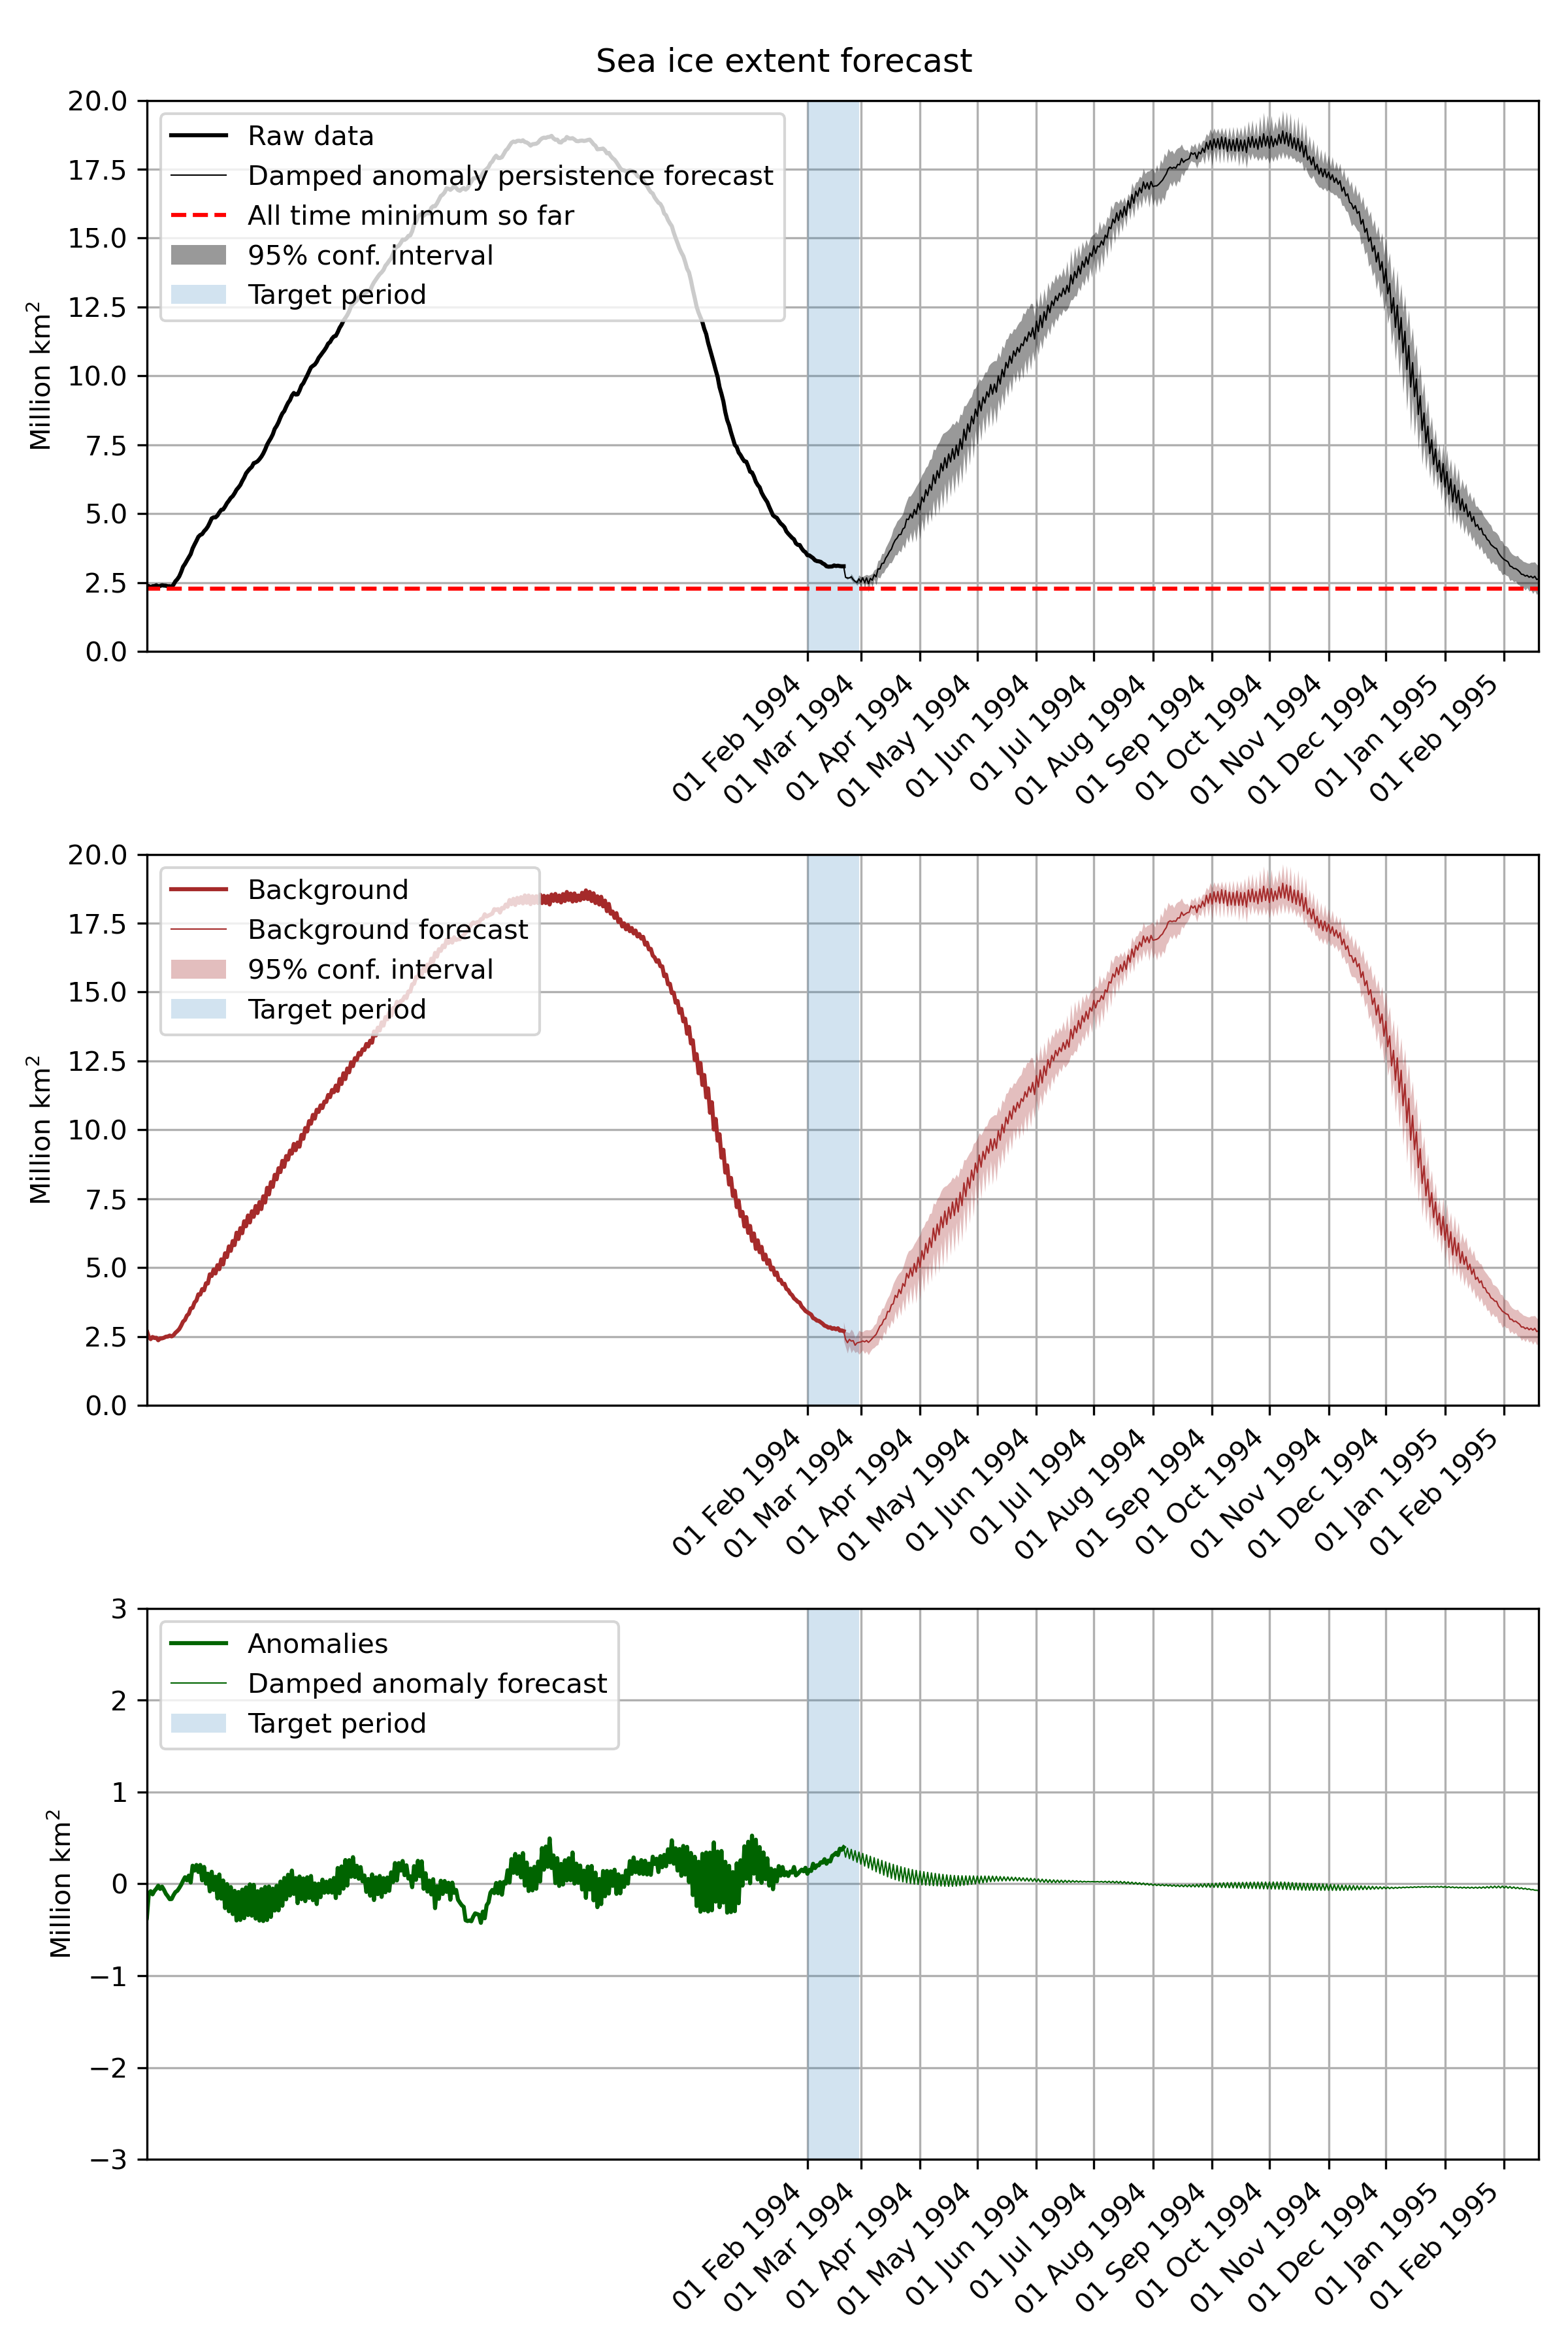 Sea ice extent forecast
20.0
17.5
15.0
12.5
10.0
7.5
5.0
2.5
0.0
Million km²
Raw data
Damped anomaly persistence forecast
All time minimum so far
95% conf. interval
Target period
01 Feb 1994
01 Mar 1994
01 Apr 1994
01 May 1994
01 Jun 1994
01 Jul 1994
01 Aug 1994
01 Sep 1994
01 Oct 1994
01 Nov 1994
01 Dec 1994
01 Jan 1995
01 Feb 1995
20.0
17.5
15.0
12.5
10.0
7.5
5.0
2.5
0.0
Million km²
Background
Background forecast
95% conf. interval
Target period
01 Feb 1994
01 Mar 1994
01 Apr 1994
01 May 1994
01 Jun 1994
01 Jul 1994
01 Aug 1994
01 Sep 1994
01 Oct 1994
01 Nov 1994
01 Dec 1994
01 Jan 1995
01 Feb 1995
3
2
1
0
−1
−2
−3
Million km²
Anomalies
Damped anomaly forecast
Target period
01 Feb 1994
01 Mar 1994
01 Apr 1994
01 May 1994
01 Jun 1994
01 Jul 1994
01 Aug 1994
01 Sep 1994
01 Oct 1994
01 Nov 1994
01 Dec 1994
01 Jan 1995
01 Feb 1995